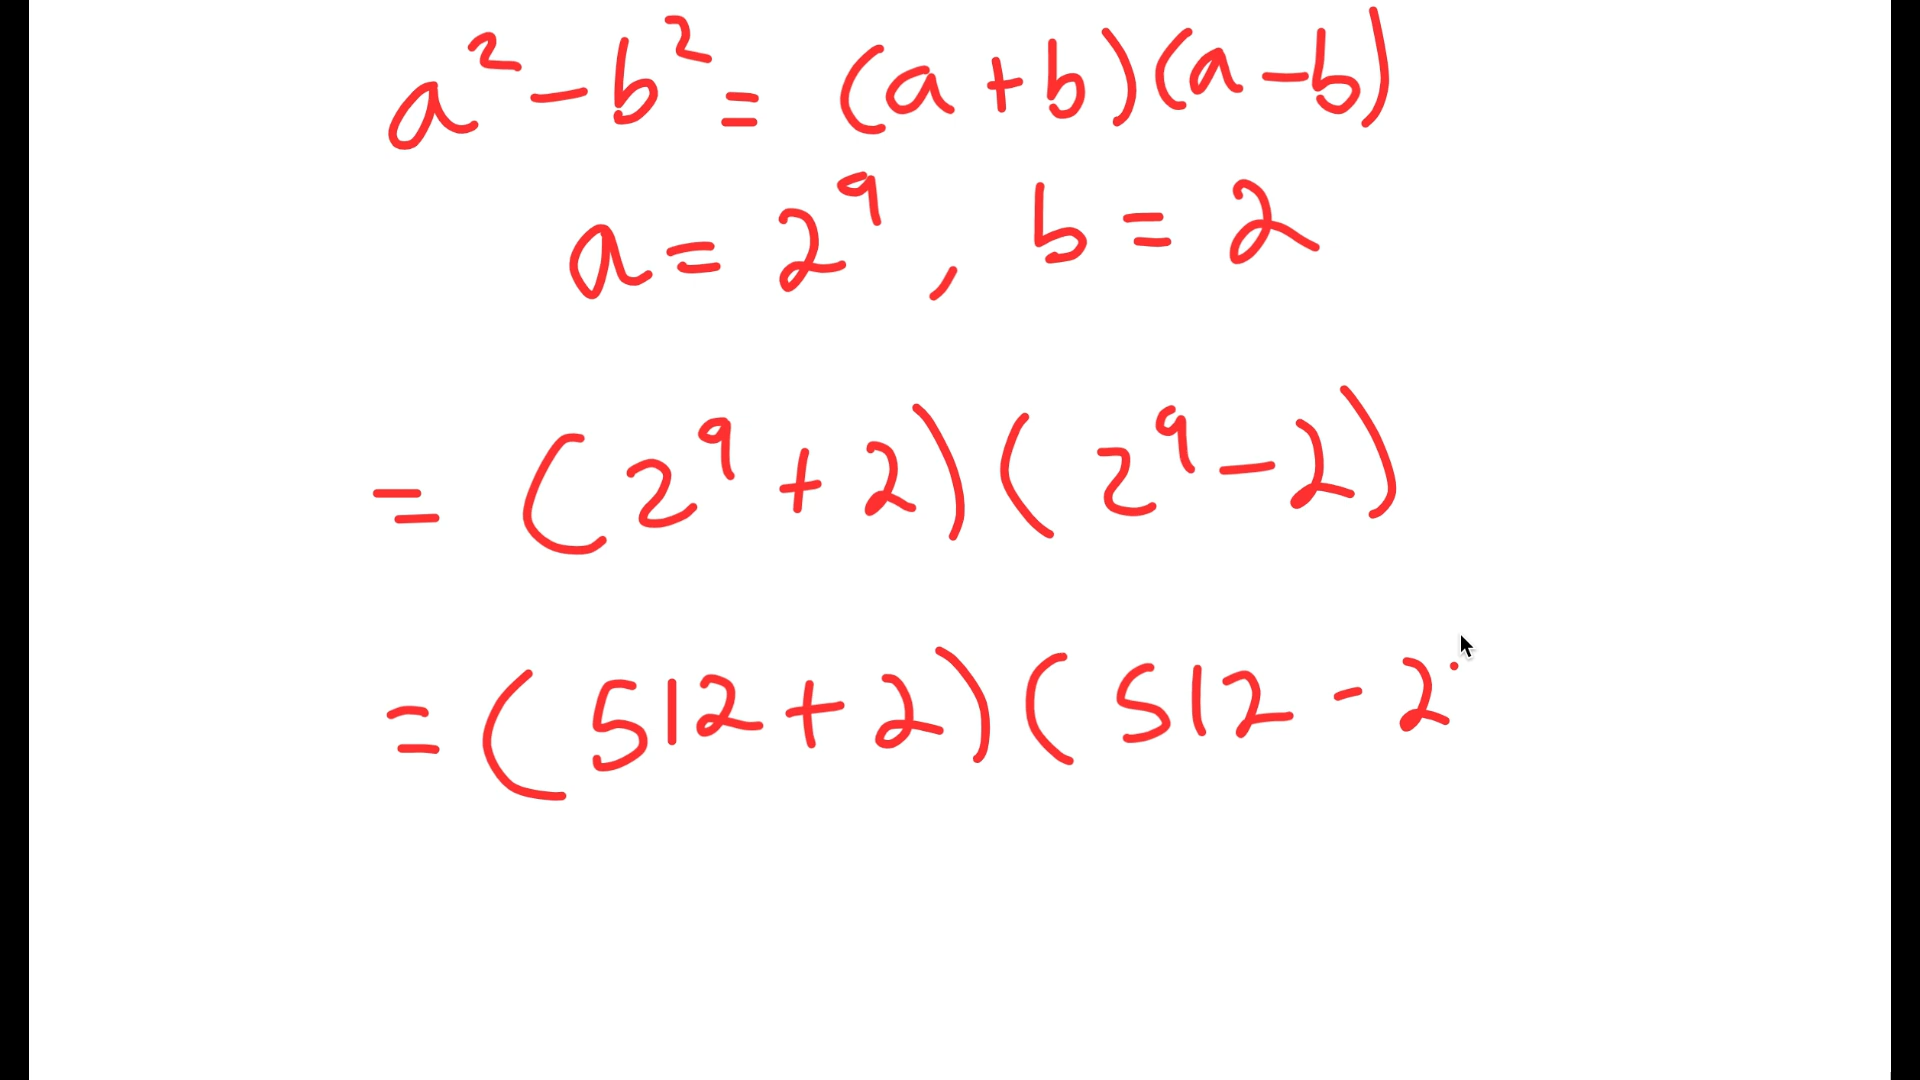 a² - b² = (a + b)(a - b)
a = 2⁹, b = 2
= (2⁹ + 2)(2⁹ - 2)
= (512 + 2)(512 - 2